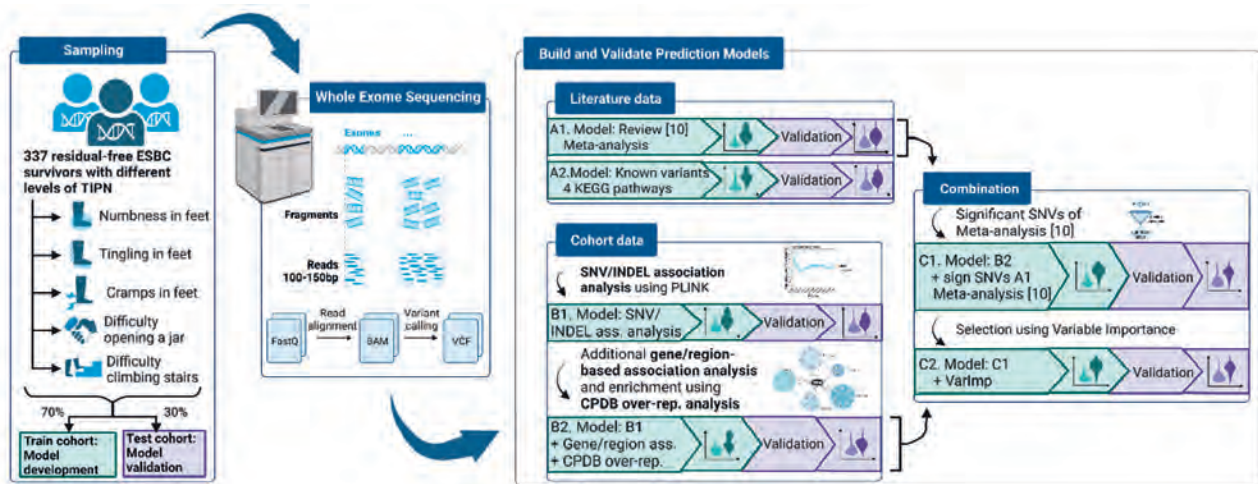 Sampling
337 residual-free ESBC
survivors with different
levels of TIPN
Numbness in feet
Tingling in feet
Cramps in feet
Difficulty
opening a jar
Difficulty
climbing stairs
70%
30%
Train cohort:
Model
development
Test cohort:
Model
validation
Whole Exome Sequencing
Exomes ...
Fragments
Reads
100-150bp
Read
alignment
Variant
calling
FastQ
BAM
VCF
Build and Validate Prediction Models
Literature data
A1. Model: Review [10]
Meta-analysis
Validation
A2.Model: Known variants
4 KEGG pathways
Validation
Cohort data
SNV/INDEL association
analysis using PLINK
B1. Model: SNV/
INDEL ass. analysis
Validation
Additional gene/region-
based association analysis
and enrichment using
CPDB over-rep. analysis
B2. Model: B1
+ Gene/region ass.
+ CPDB over-rep.
Validation
Combination
Significant SNVs of
Meta-analysis [10]
C1. Model: B2
+ sign SNVs A1
Meta-analysis [10]
Validation
Selection using Variable Importance
C2. Model: C1
+ VarImp
Validation